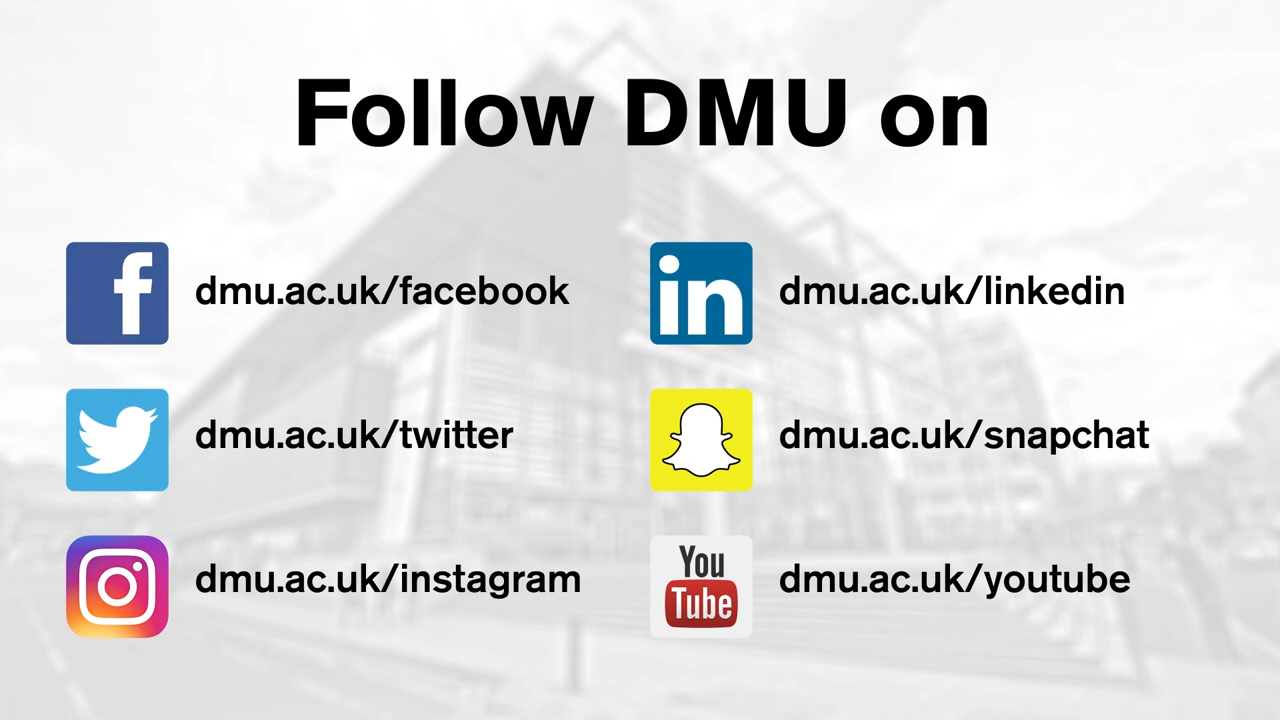 Follow DMU on
f dmu.ac.uk/facebook
in dmu.ac.uk/linkedin
dmu.ac.uk/twitter
dmu.ac.uk/snapchat
dmu.ac.uk/instagram
You
Tube
dmu.ac.uk/youtube